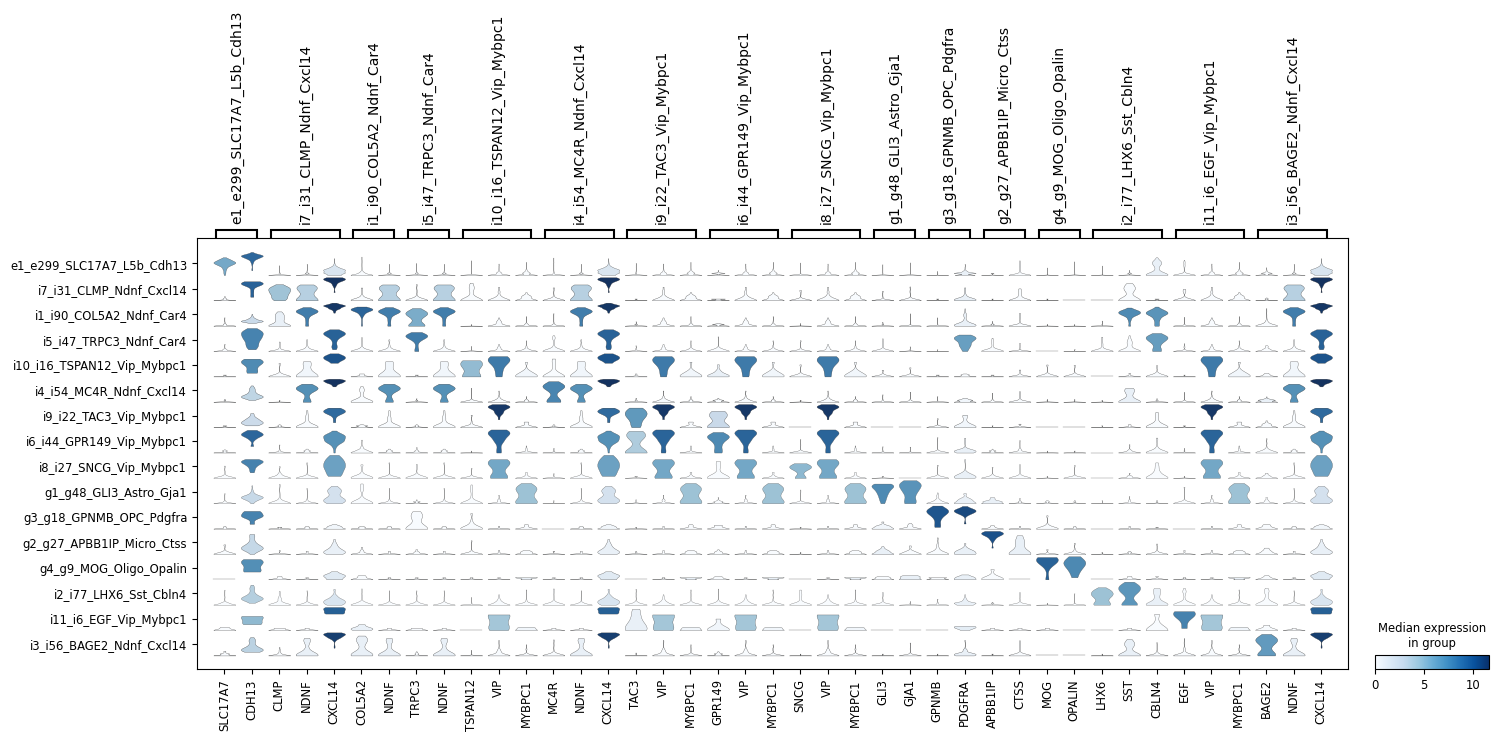 e1_e299_SLC17A7_L5b_Cdh13
i7_i31_CLMP_Ndnf_Cxcl14
i1_i90_COL5A2_Ndnf_Car4
i5_i47_TRPC3_Ndnf_Car4
i10_i16_TSPAN12_Vip_Mybpc1
i4_i54_MC4R_Ndnf_Cxcl14
i9_i22_TAC3_Vip_Mybpc1
i6_i44_GPR149_Vip_Mybpc1
i8_i27_SNCG_Vip_Mybpc1
g1_g48_GLI3_Astro_Gja1
g3_g18_GPNMB_OPC_Pdgfra
g2_g27_APBB1IP_Micro_Ctss
g4_g9_MOG_Oligo_Opalin
i2_i77_LHX6_Sst_Cbln4
i11_i6_EGF_Vip_Mybpc1
i3_i56_BAGE2_Ndnf_Cxcl14
e1_e299_SLC17A7_L5b_Cdh13
i7_i31_CLMP_Ndnf_Cxcl14
i1_i90_COL5A2_Ndnf_Car4
i5_i47_TRPC3_Ndnf_Car4
i10_i16_TSPAN12_Vip_Mybpc1
i4_i54_MC4R_Ndnf_Cxcl14
i9_i22_TAC3_Vip_Mybpc1
i6_i44_GPR149_Vip_Mybpc1
i8_i27_SNCG_Vip_Mybpc1
g1_g48_GLI3_Astro_Gja1
g3_g18_GPNMB_OPC_Pdgfra
g2_g27_APBB1IP_Micro_Ctss
g4_g9_MOG_Oligo_Opalin
i2_i77_LHX6_Sst_Cbln4
i11_i6_EGF_Vip_Mybpc1
i3_i56_BAGE2_Ndnf_Cxcl14
SLC17A7
CDH13
CLMP
NDNF
CXCL14
COL5A2
NDNF
TRPC3
NDNF
TSPAN12
VIP
MYBPC1
MC4R
NDNF
CXCL14
TAC3
VIP
MYBPC1
GPR149
VIP
MYBPC1
SNCG
VIP
MYBPC1
GLI3
GJA1
GPNMB
PDGFRA
APBB1IP
CTSS
MOG
OPALIN
LHX6
SST
CBLN4
EGF
VIP
MYBPC1
BAGE2
NDNF
CXCL14
Median expression
in group
0 5 10